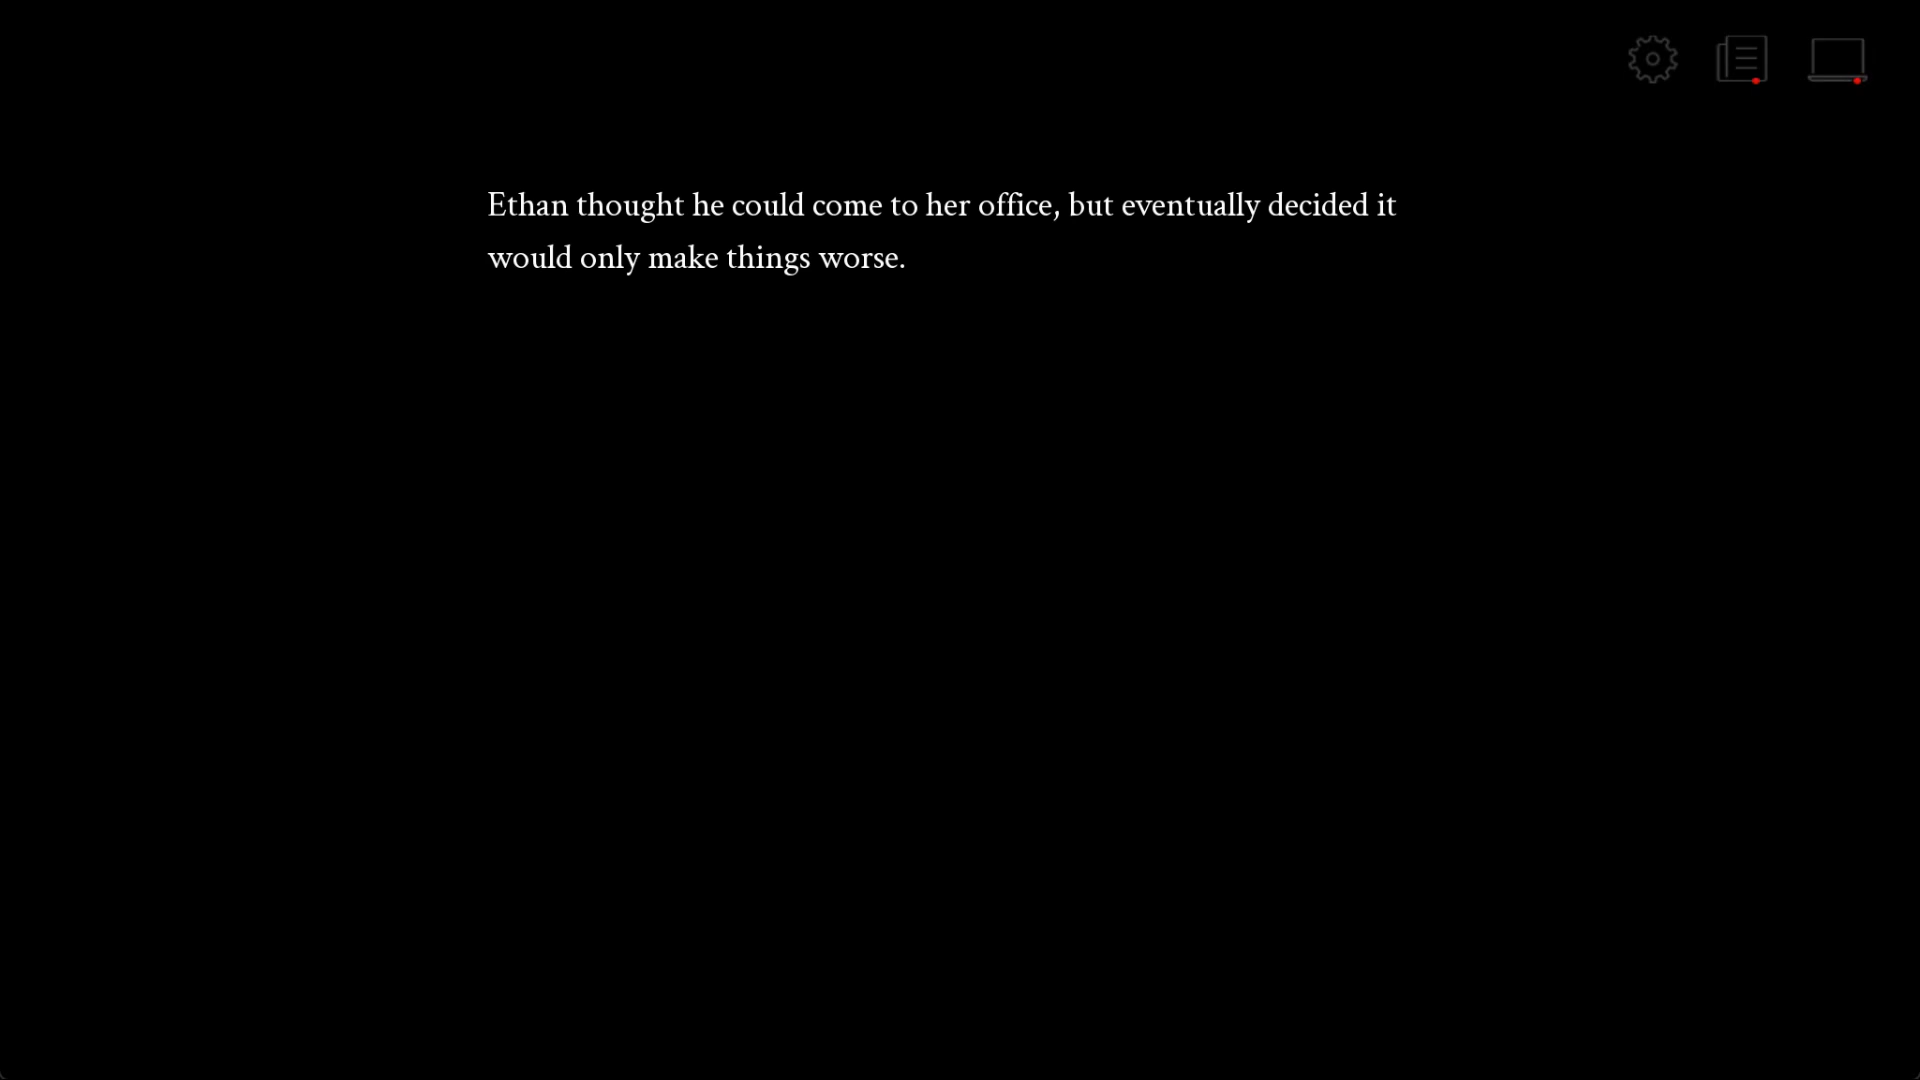 Ethan thought he could come to her office, but eventually decided it
would only make things worse.